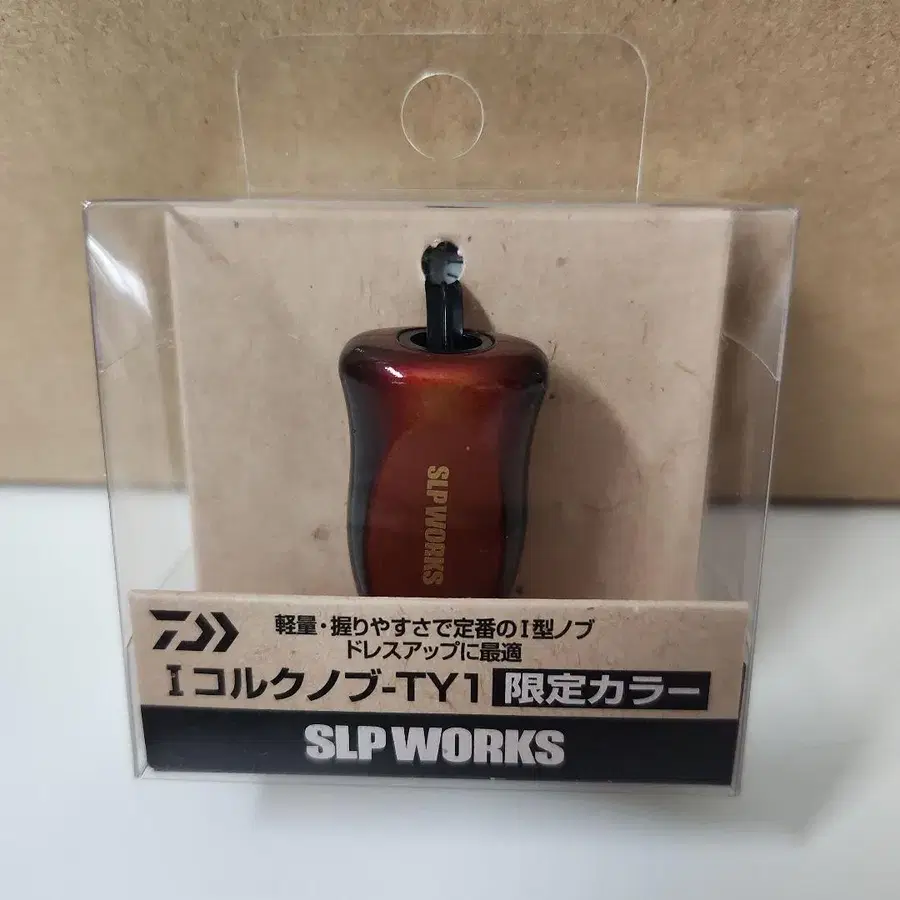 SLP WORKS
軽量・握りやすさで定番のI型ノブ
ドレスアップに最適
I コルクノブ-TY1 限定カラー
SLP WORKS